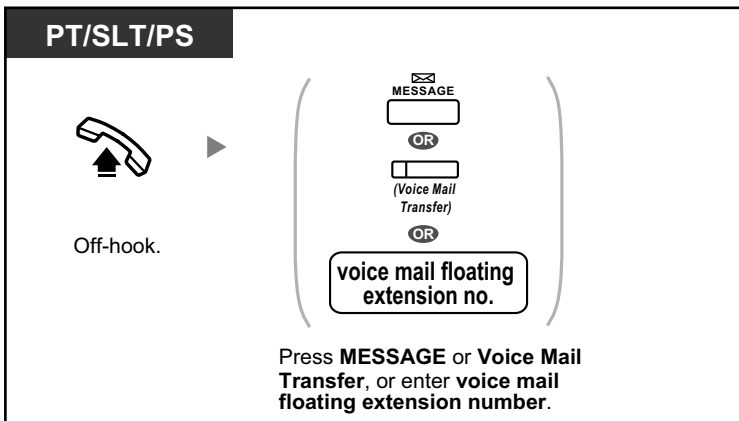 PT/SLT/PS
MESSAGE
OR
(Voice Mail
Transfer)
OR
Off-hook.
voice mail floating
extension no.
Press MESSAGE or Voice Mail
Transfer, or enter voice mail
floating extension number.